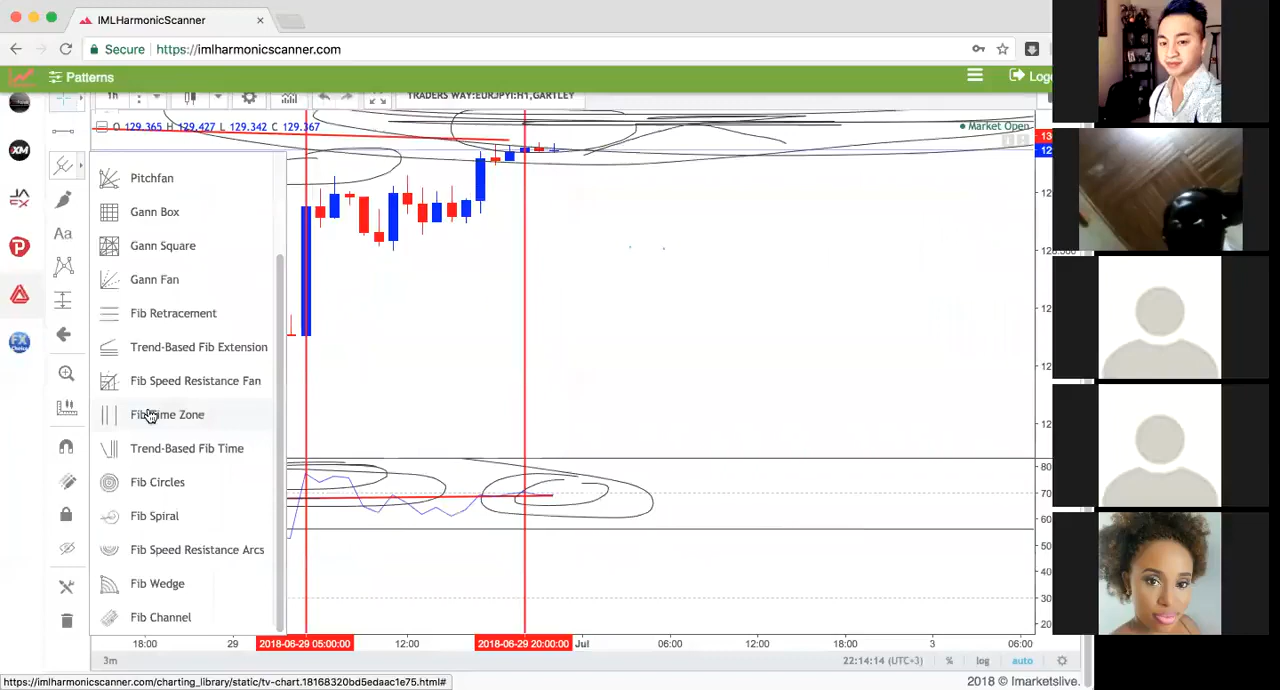 IMLHarmonicScanner
Secure
https://imlharmonicscanner.com
Patterns
1h
TRADERS WAY:EURJPY|:H1,GARTLEY
O 129.365 H 129.427 L 129.342 C 129.367
Market Open
XM
Aa
FX
Pitchfan
Gann Box
Gann Square
Gann Fan
Fib Retracement
Trend-Based Fib Extension
Fib Speed Resistance Fan
Fib Time Zone
Trend-Based Fib Time
Fib Circles
Fib Spiral
Fib Speed Resistance Arcs
Fib Wedge
Fib Channel
80
70
60
50
40
30
20
18:00
29
2018-06-29 05:00:00
12:00
2018-06-29 20:00:00
Jul
06:00
12:00
18:00
3
06:00
3m
22:14:14 (UTC+3)
%
log
auto
https://imlharmonicscanner.com/charting_library/static/tv-chart.18168320bd5edaac1e75.html#
2018 © Imarketslive.